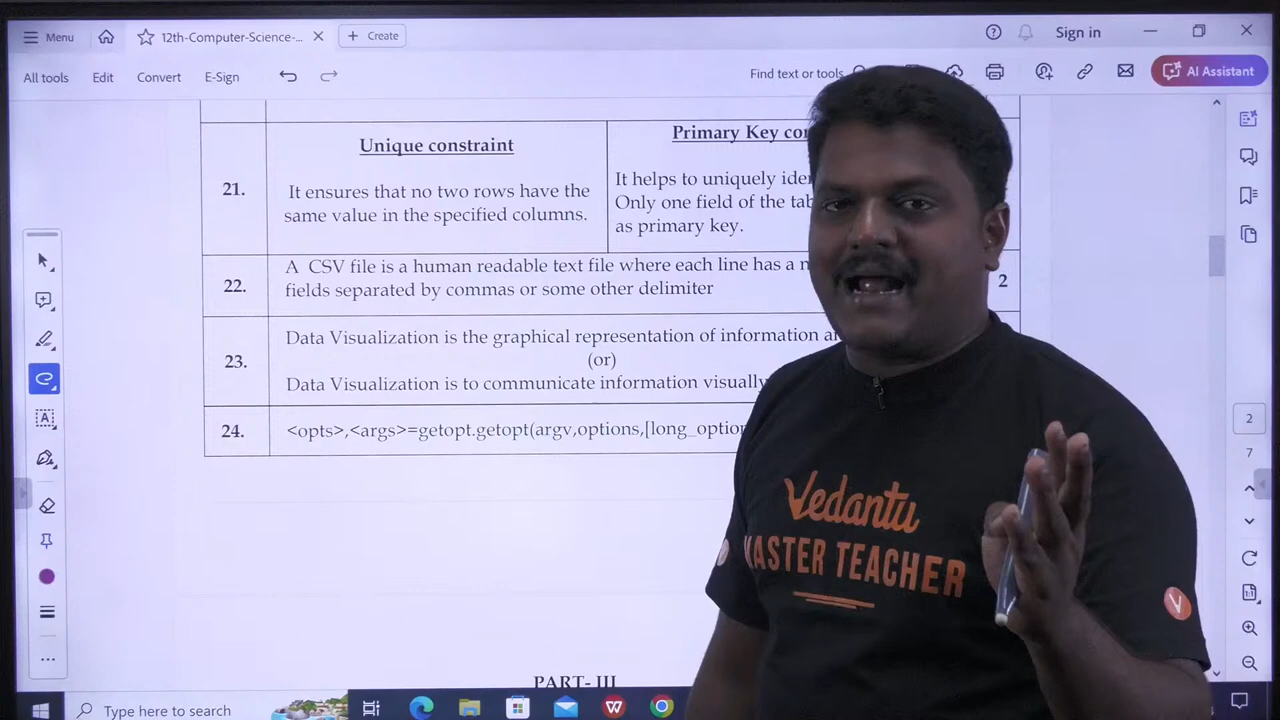 Menu
12th-Computer-Science-...
Create
Sign in
All tools
Edit
Convert
E-Sign
Find text or tools
AI Assistant
Unique constraint
Primary Key
21.
It ensures that no two rows have the
same value in the specified columns.
It helps to uniquely
Only one field of the
as primary key.
22.
A CSV file is a human readable text file where each line has a
fields separated by commas or some other delimiter
2
23.
Data Visualization is the graphical representation of information
(or)
Data Visualization is to communicate information visually
24.
<opts>,<args>=getopt.getopt(argv,options,[long_option
2
7
PART- III
Vedantu
MASTER TEACHER
V
Type here to search